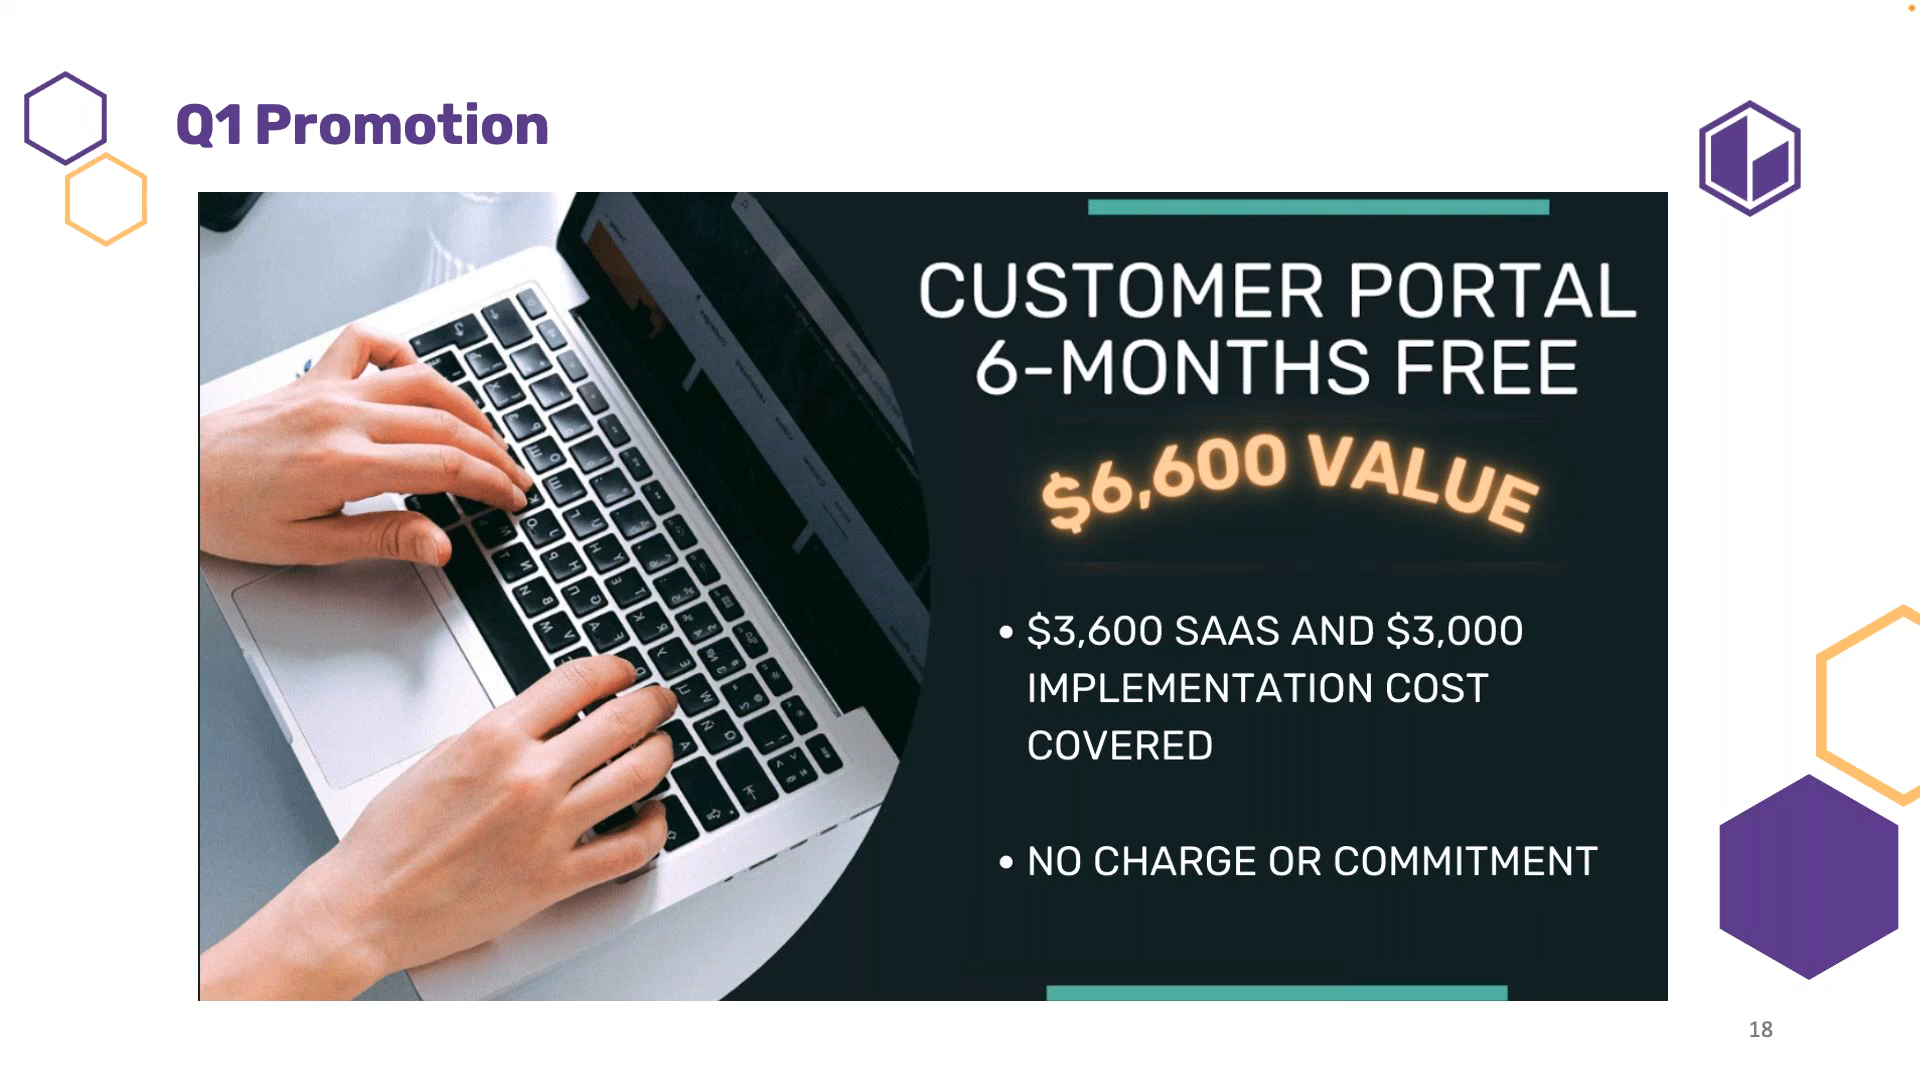 Q1 Promotion
CUSTOMER PORTAL
6-MONTHS FREE
$6,600 VALUE
• $3,600 SAAS AND $3,000
IMPLEMENTATION COST
COVERED
• NO CHARGE OR COMMITMENT
18